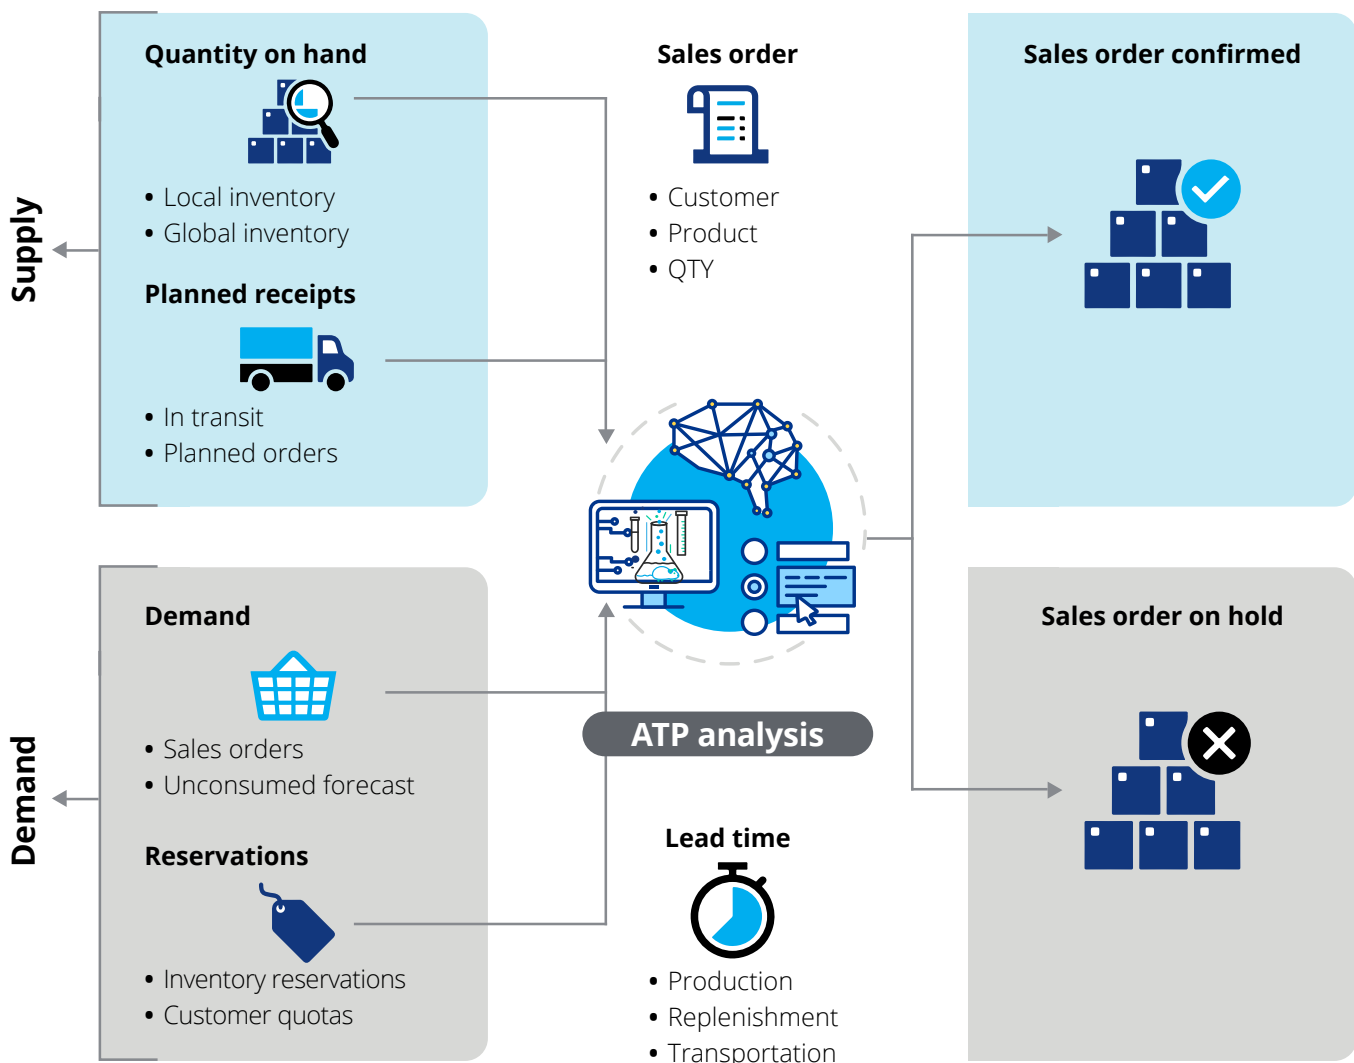 Supply
Quantity on hand
• Local inventory
• Global inventory
Planned receipts
• In transit
• Planned orders
Demand
Demand
• Sales orders
• Unconsumed forecast
Reservations
• Inventory reservations
• Customer quotas
Sales order
• Customer
• Product
• QTY
ATP analysis
Lead time
• Production
• Replenishment
• Transportation
Sales order confirmed
Sales order on hold